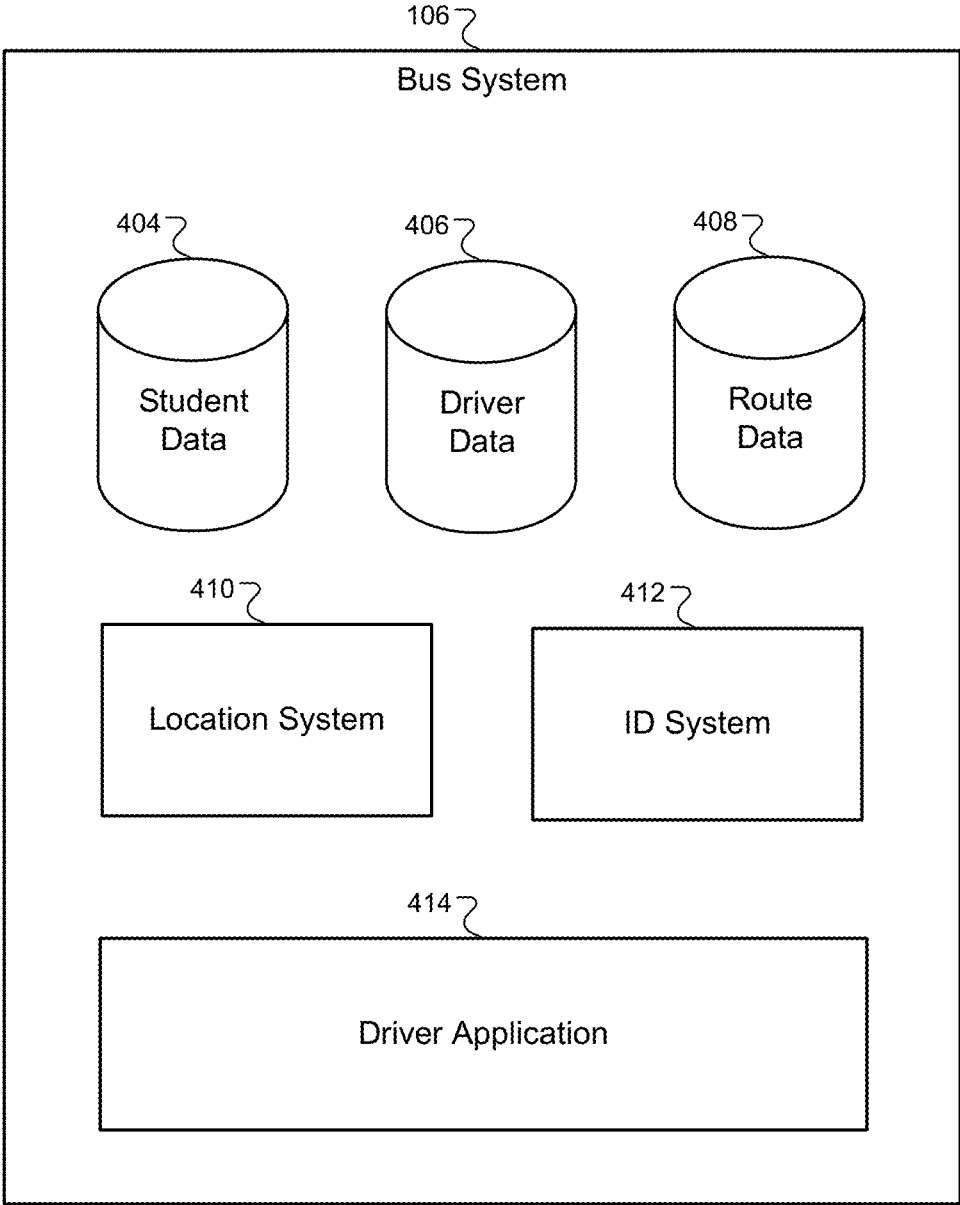 106
Bus System
404
406
408
Student
Data
Driver
Data
Route
Data
410
412
Location System
ID System
414
Driver Application